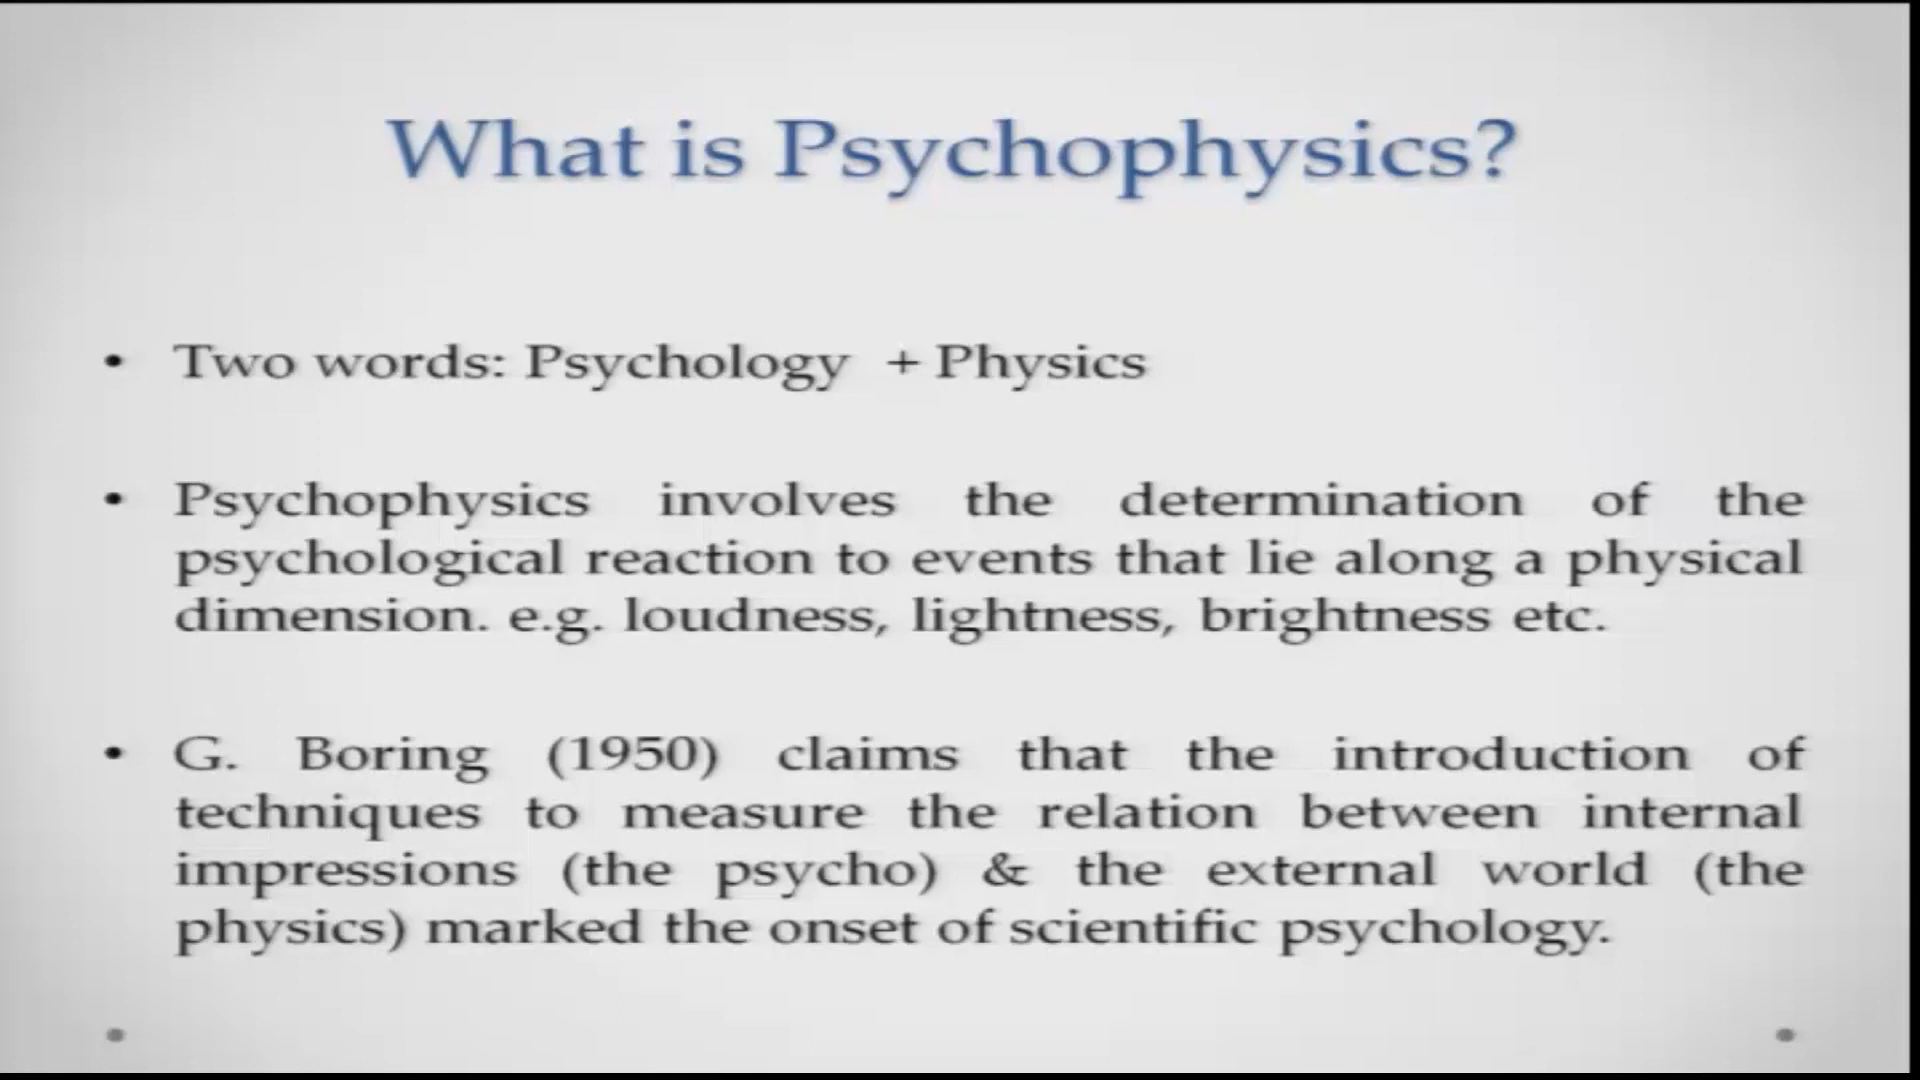 What is Psychophysics?
• Two words: Psychology + Physics
• Psychophysics involves the determination of the
psychological reaction to events that lie along a physical
dimension. e.g. loudness, lightness, brightness etc.
• G. Boring (1950) claims that the introduction of
techniques to measure the relation between internal
impressions (the psycho) & the external world (the
physics) marked the onset of scientific psychology.